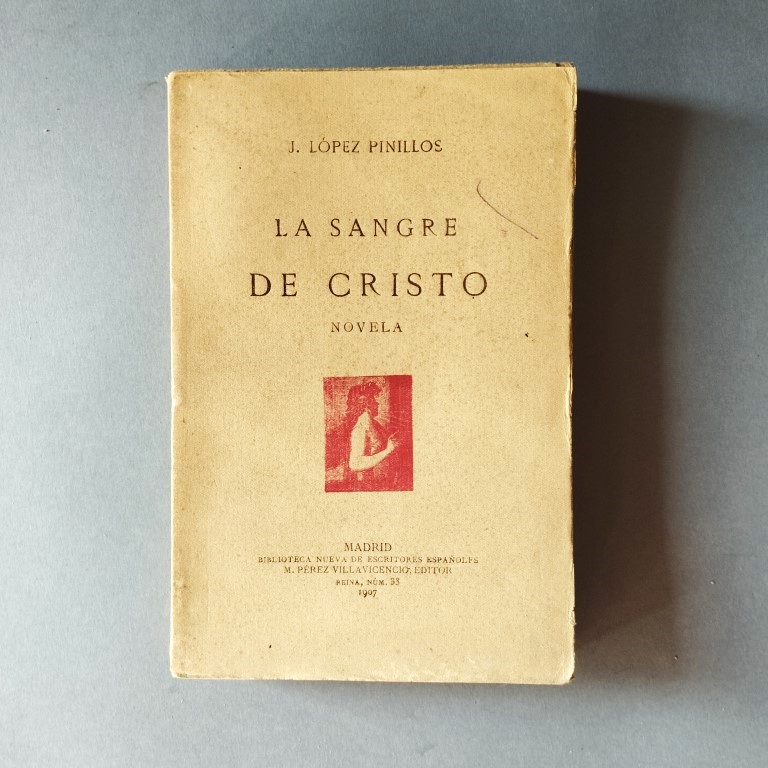 J. LÓPEZ PINILLOS
LA SANGRE
DE CRISTO
NOVELA
MADRID
BIBLIOTECA NUEVA DE ESCRITORES ESPAÑOLES
M. PÉREZ VILLAVICENCIO, EDITOR
REINA, NÚM. 33
1907